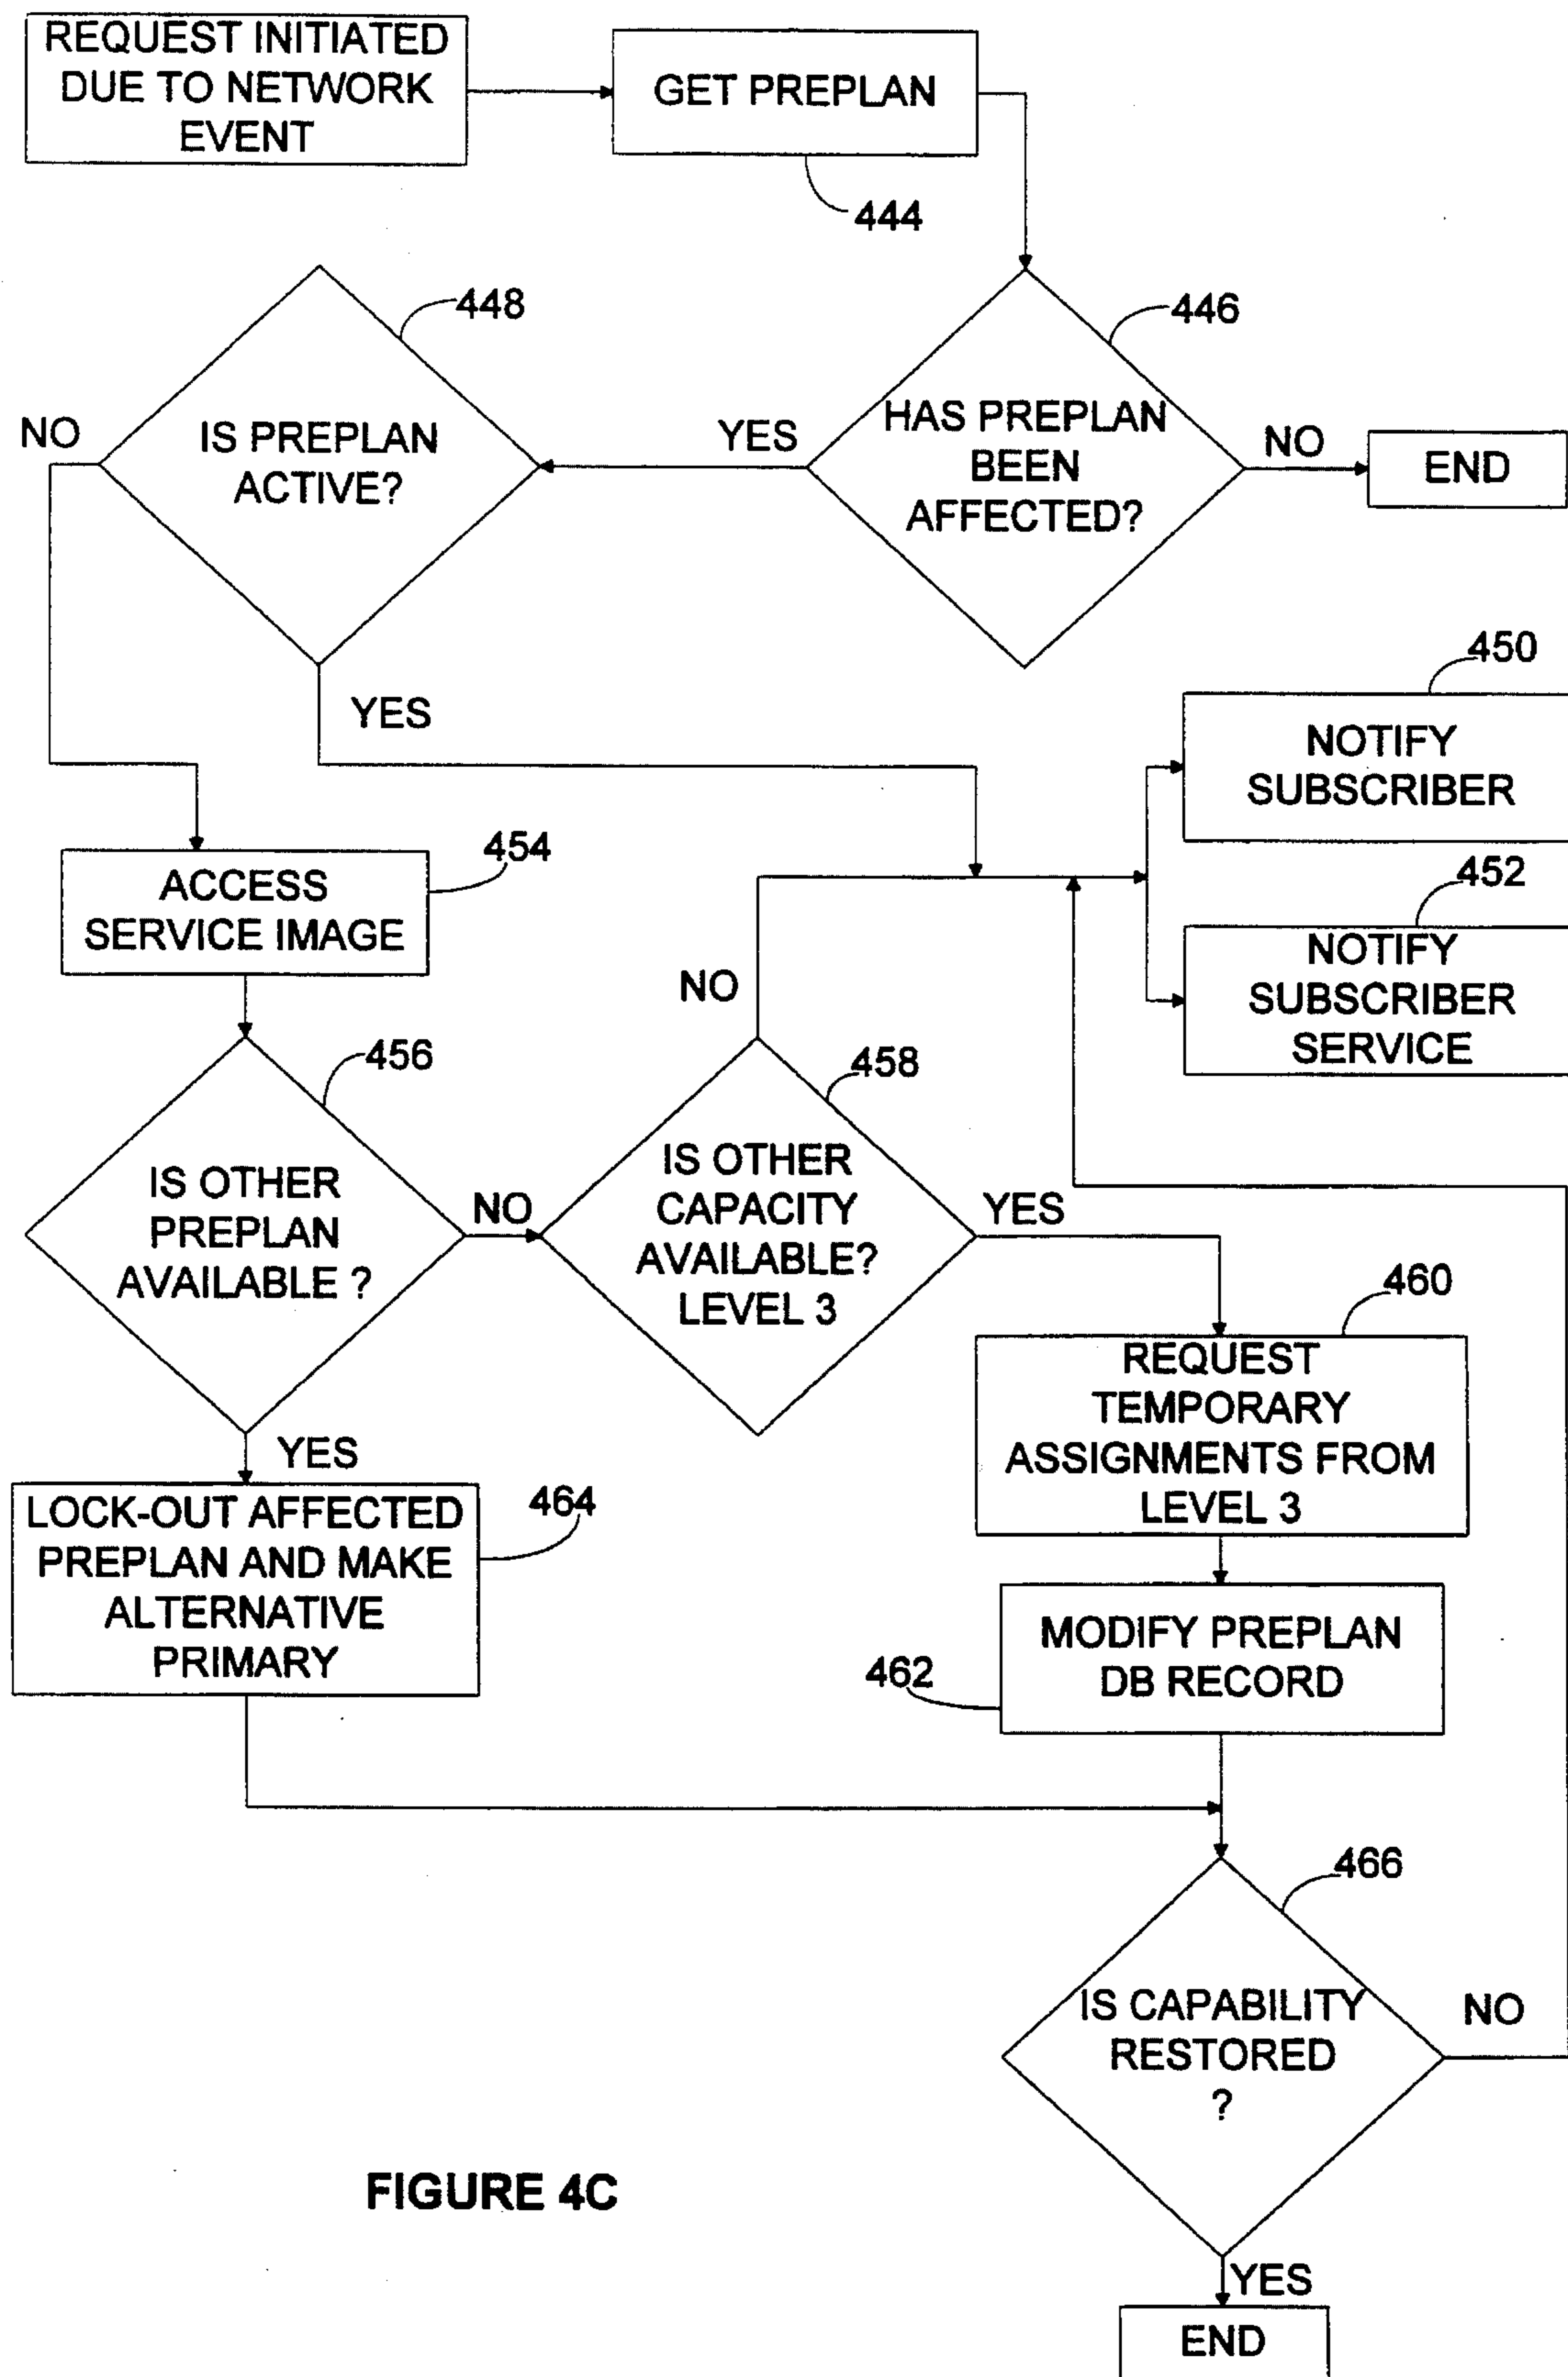 REQUEST INITIATED
DUE TO NETWORK
EVENT
GET PREPLAN
444
448
446
NO
IS PREPLAN
ACTIVE?
YES
HAS PREPLAN
BEEN
AFFECTED?
NO
END
YES
450
NOTIFY
SUBSCRIBER
454
ACCESS
SERVICE IMAGE
452
NOTIFY
SUBSCRIBER
SERVICE
NO
456
458
IS OTHER
PREPLAN
AVAILABLE ?
NO
IS OTHER
CAPACITY
AVAILABLE?
LEVEL 3
YES
460
REQUEST
TEMPORARY
ASSIGNMENTS FROM
LEVEL 3
YES
LOCK-OUT AFFECTED
PREPLAN AND MAKE
ALTERNATIVE
PRIMARY
464
MODIFY PREPLAN
DB RECORD
462
466
IS CAPABILITY
RESTORED
?
NO
FIGURE 4C
YES
END